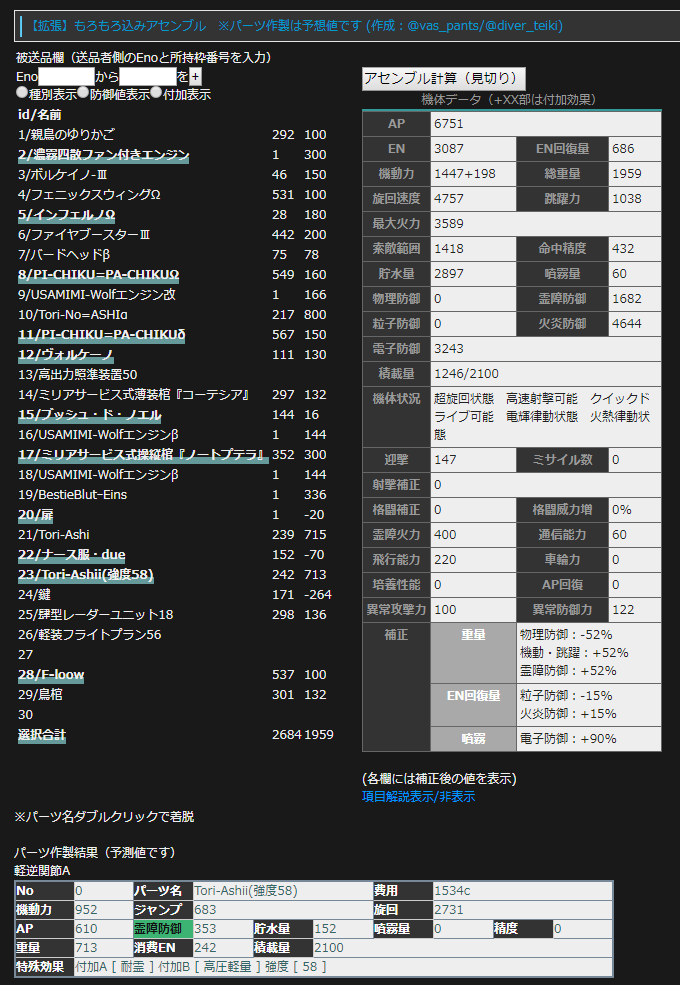 【拡張】もろもろ込みアセンブル　※パーツ作製は予想値です (作成：@vas_pants/@diver_teiki)
被送品欄（送品者側のEnoと所持枠番号を入力）
Eno から を +
種別表示 防御値表示 付加表示
id/名前
1/親鳥のゆりかご 292 100
2/濃霧四散ファン付きエンジン 1 300
3/ボルケイノ-Ⅲ 46 150
4/フェニックスウィングΩ 531 100
5/インフェルノΩ 28 180
6/ファイヤブースターⅢ 442 200
7/バードヘッドβ 75 78
8/PI-CHIKU=PA-CHIKUΩ 549 160
9/USAMIMI-Wolfエンジン改 1 166
10/Tori-No=ASHIα 217 800
11/PI-CHIKU=PA-CHIKUδ 567 150
12/ヴォルケーノ 111 130
13/高出力照準装置50
14/ミリアサービス式薄装棺『コーテシア』 297 132
15/ブッシュ・ド・ノエル 144 16
16/USAMIMI-Wolfエンジンβ 1 144
17/ミリアサービス式操縦棺『ノートプテラ』 352 300
18/USAMIMI-Wolfエンジンβ 1 144
19/BestieBlut-Eins 1 336
20/扉 1 -20
21/Tori-Ashi 239 715
22/ナース服・due 152 -70
23/Tori-Ashii(強度58) 242 713
24/鍵 171 -264
25/肆型レーダーユニット18 298 136
26/軽装フライトプラン56
27
28/F-loow 537 100
29/鳥棺 301 132
30
選択合計 2684 1959
※パーツ名ダブルクリックで着脱
アセンブル計算（見切り）
機体データ（+XX部は付加効果）
AP 6751
EN 3087 EN回復量 686
機動力 1447+198 総重量 1959
旋回速度 4757 跳躍力 1038
最大火力 3589
索敵範囲 1418 命中精度 432
貯水量 2897 噴霧量 60
物理防御 0 霊障防御 1682
粒子防御 0 火炎防御 4644
電子防御 3243
積載量 1246/2100
機体状況 超旋回状態　高速射撃可能　クイックド
ライブ可能　電輝律動状態　火熱律動状
態
迎撃 147 ミサイル数 0
射撃補正 0
格闘補正 0 格闘威力増 0%
霊障火力 400 通信能力 60
飛行能力 220 車輪力 0
培養性能 0 AP回復 0
異常攻撃力 100 異常防御力 122
補正 重量 物理防御：-52%
機動・跳躍：+52%
霊障防御：+52%
EN回復量 粒子防御：-15%
火炎防御：+15%
噴霧 電子防御：+90%
(各欄には補正後の値を表示)
項目解説表示/非表示
パーツ作製結果（予測値です）
軽逆関節A
No 0 パーツ名 Tori-Ashii(強度58) 費用 1534c
機動力 952 ジャンプ 683 旋回 2731
AP 610 霊障防御 353 貯水量 152 噴霧量 0 精度 0
重量 713 消費EN 242 積載量 2100
特殊効果 付加A [ 耐霊 ] 付加B [ 高圧軽量 ] 強度 [ 58 ]